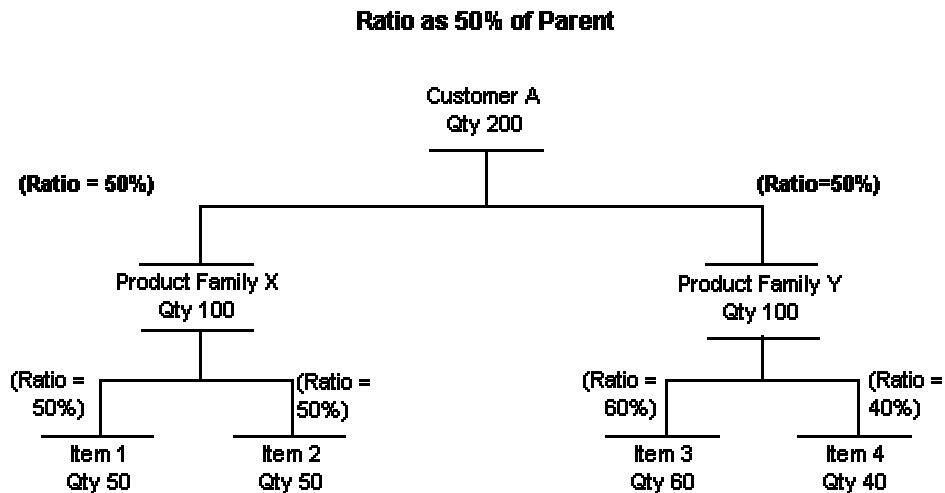 Ratio as 50% of Parent
Customer A
Qty 200
(Ratio = 50%)
(Ratio=50%)
Product Family X
Qty 100
Product Family Y
Qty 100
(Ratio =
50%)
(Ratio =
50%)
(Ratio =
60%)
(Ratio =
40%)
Item 1
Qty 50
Item 2
Qty 50
Item 3
Qty 60
Item 4
Qty 40